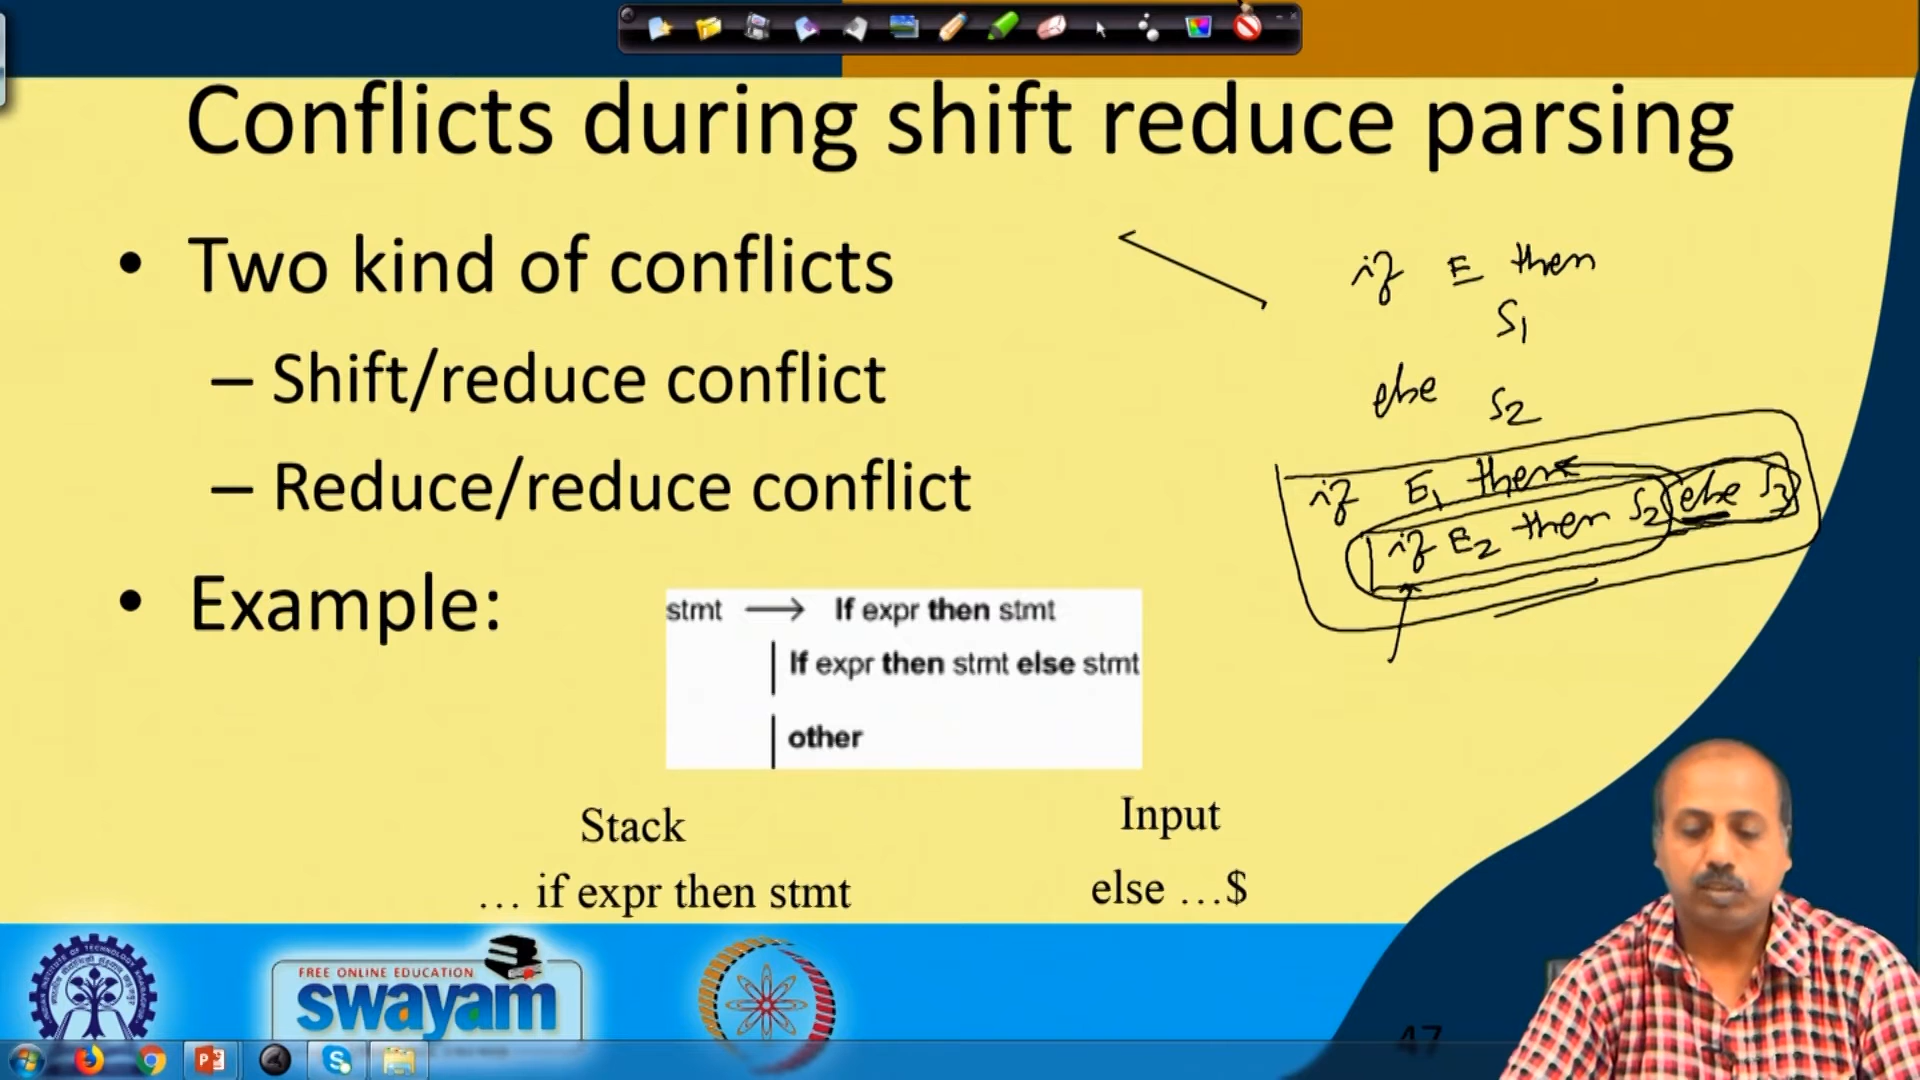 Conflicts during shift reduce parsing
• Two kind of conflicts
– Shift/reduce conflict
– Reduce/reduce conflict
• Example:
stmt → If expr then stmt
| If expr then stmt else stmt
| other
Stack Input
... if expr then stmt else ...$
if E then
S1
else S2
if E1 then
if E2 then S2 else S3
FREE ONLINE EDUCATION
swayam
47